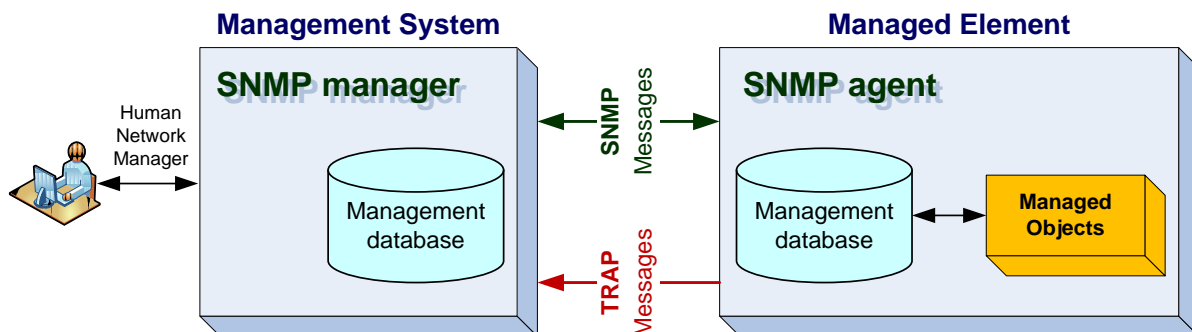 Management System
Managed Element
SNMP manager
SNMP agent
Human
Network
Manager
SNMP
Messages
Management
database
Management
database
Managed
Objects
TRAP
Messages